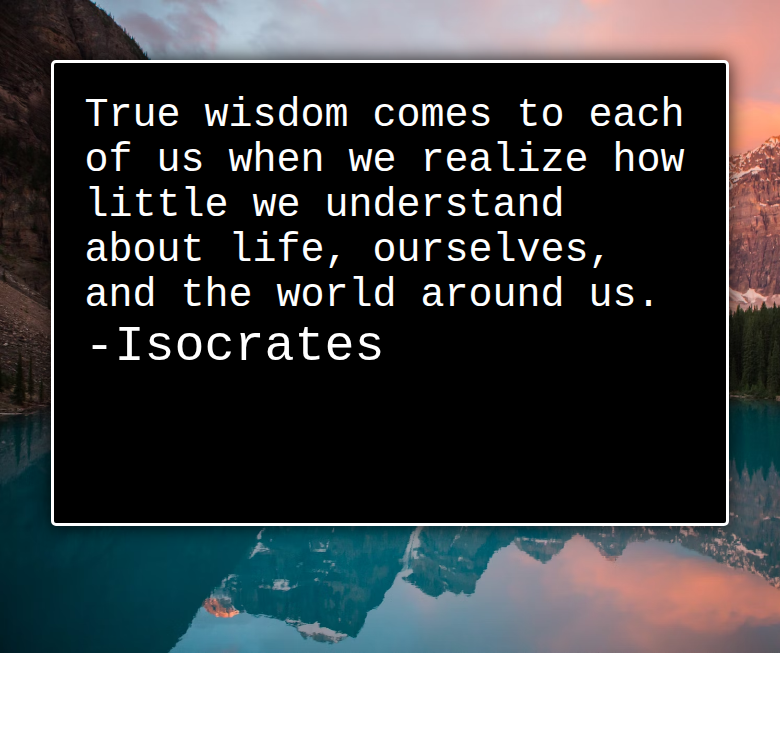 True wisdom comes to each
of us when we realize how
little we understand
about life, ourselves,
and the world around us.
-Isocrates